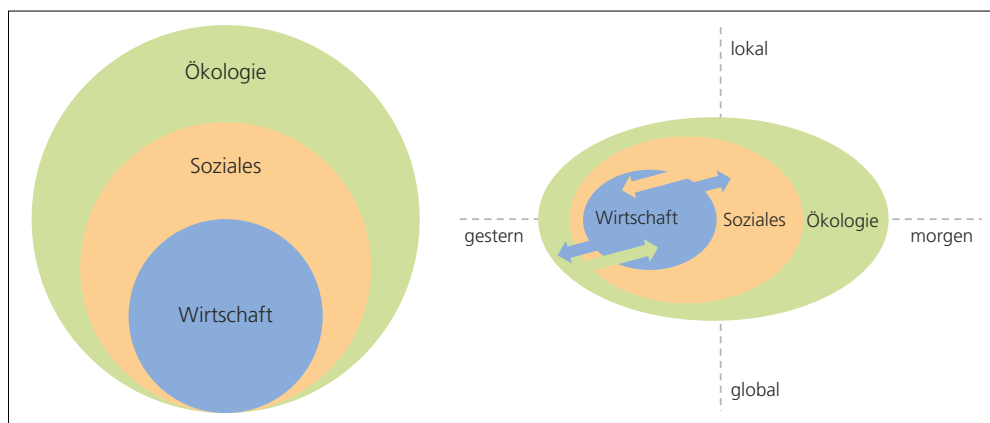 Ökologie
Soziales
Wirtschaft
lokal
Wirtschaft
Soziales
Ökologie
gestern
morgen
global